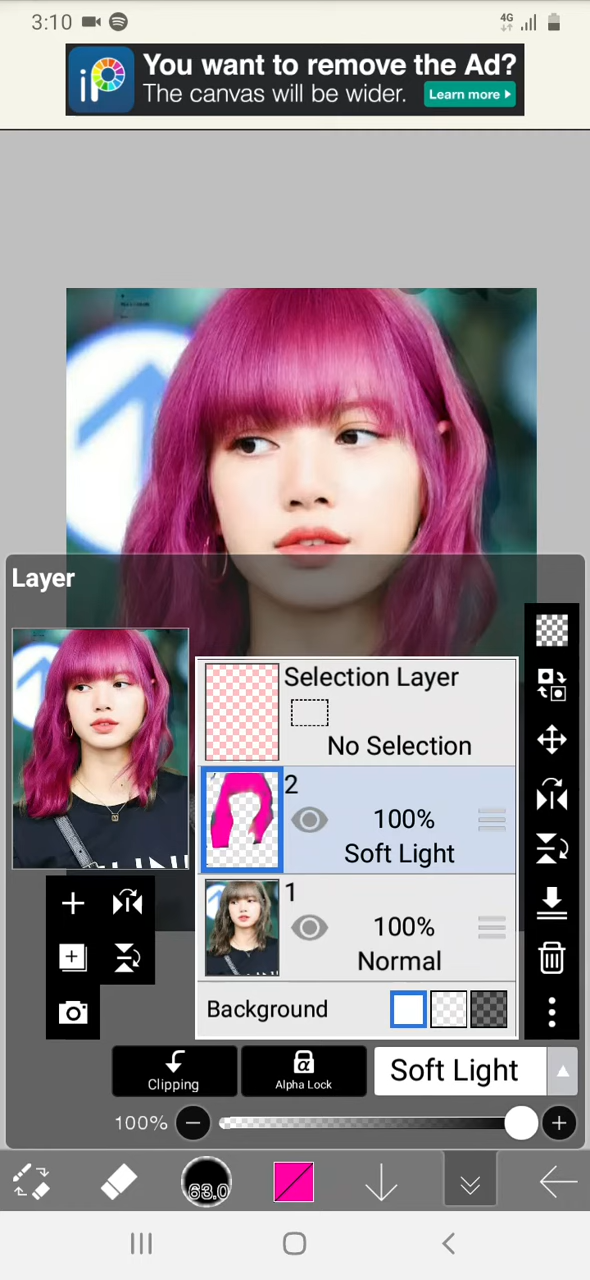 3:10
4G
iP
You want to remove the Ad?
The canvas will be wider.
Learn more
Layer
Selection Layer
No Selection
2
100%
Soft Light
1
100%
Normal
Background
Clipping
α
Alpha Lock
Soft Light
100%
63.0